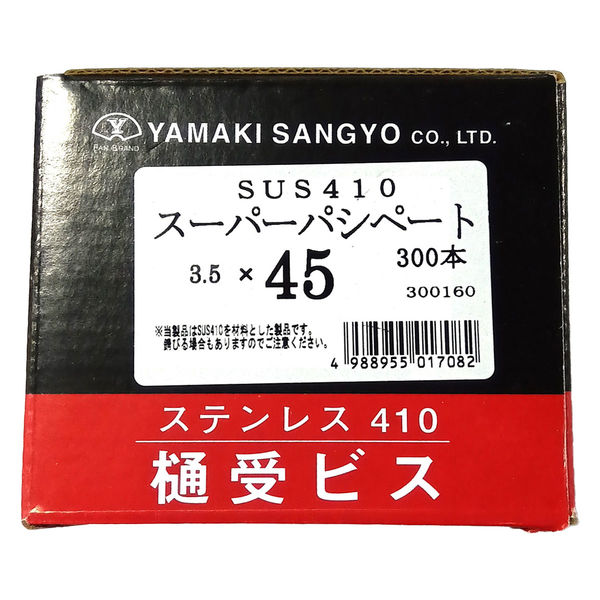 Y
FAN BRAND
YAMAKI SANGYO CO., LTD.
SUS410
スーパーパシペート
3.5 × 45 300本
300160
※当製品はSUS410を材料とした製品です。
錆びる場合もありますのでご注意ください。
4 988955 017082
ステンレス 410
樋受ビス